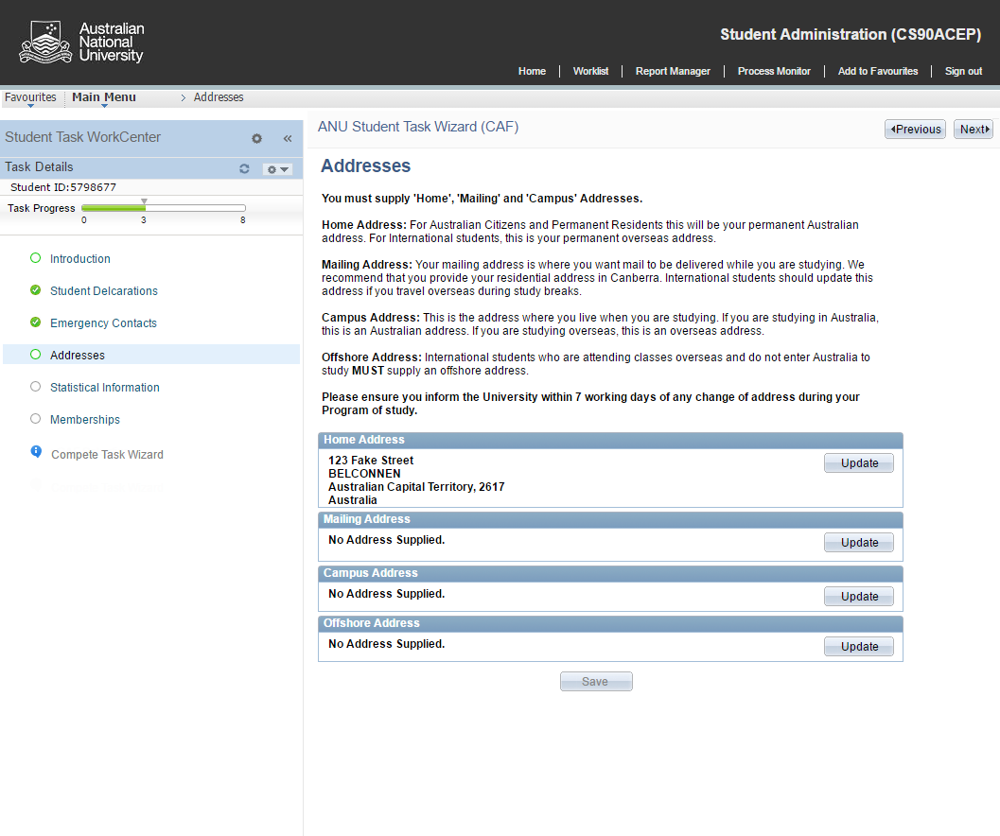 Australian
National
University
Student Administration (CS90ACEP)
Home
Worklist
Report Manager
Process Monitor
Add to Favourites
Sign out
Favourites
Main Menu
> Addresses
Student Task WorkCenter
«
Task Details
Student ID:5798677
Task Progress
0
3
8
Introduction
Student Delcarations
Emergency Contacts
Addresses
Statistical Information
Memberships
Compete Task Wizard
ANU Student Task Wizard (CAF)
Previous
Next
Addresses
You must supply 'Home', 'Mailing' and 'Campus' Addresses.
Home Address: For Australian Citizens and Permanent Residents this will be your permanent Australian
address. For International students, this is your permanent overseas address.
Mailing Address: Your mailing address is where you want mail to be delivered while you are studying. We
recommend that you provide your residential address in Canberra. International students should update this
address if you travel overseas during study breaks.
Campus Address: This is the address where you live when you are studying. If you are studying in Australia,
this is an Australian address. If you are studying overseas, this is an overseas address.
Offshore Address: International students who are attending classes overseas and do not enter Australia to
study MUST supply an offshore address.
Please ensure you inform the University within 7 working days of any change of address during your
Program of study.
Home Address
123 Fake Street
BELCONNEN
Australian Capital Territory, 2617
Australia
Update
Mailing Address
No Address Supplied.
Update
Campus Address
No Address Supplied.
Update
Offshore Address
No Address Supplied.
Update
Save